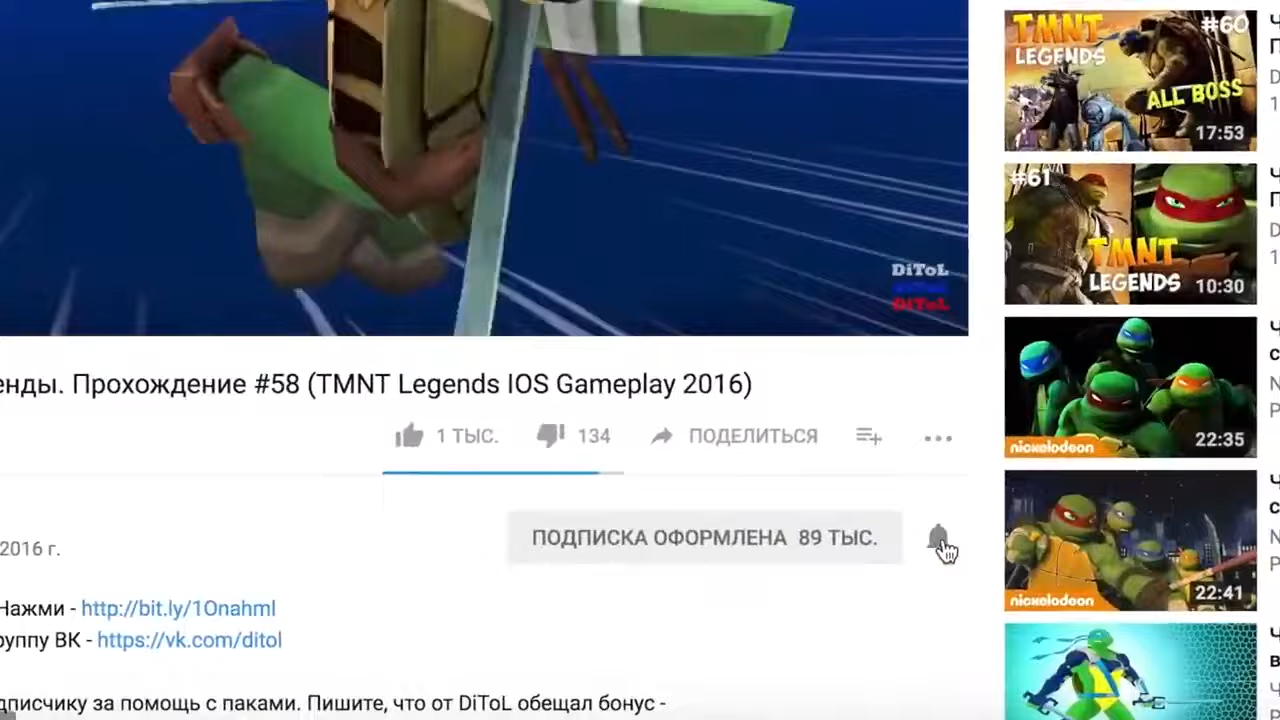 TMNT
LEGENDS
#60
ALL BOSS
17:53
#61
TMNT
LEGENDS
10:30
DiToL
DiToL
DiToL
енды. Прохождение #58 (TMNT Legends IOS Gameplay 2016)
1 ТЫС. 134 ПОДЕЛИТЬСЯ
nickelodeon 22:35
ПОДПИСКА ОФОРМЛЕНА 89 ТЫС.
2016 г.
nickelodeon 22:41
Нажми - http://bit.ly/1Onahml
руппу ВК - https://vk.com/ditol
дписчику за помощь с паками. Пишите, что от DiToL обещал бонус -